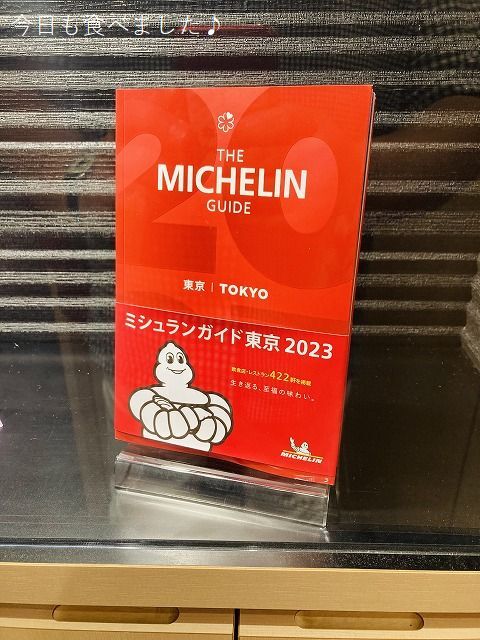 今日も食べました♪
THE
MICHELIN
GUIDE
東京 | TOKYO
ミシュランガイド東京 2023
飲食店・レストラン422軒を掲載
生き返る、至福の味わい。
MICHELIN